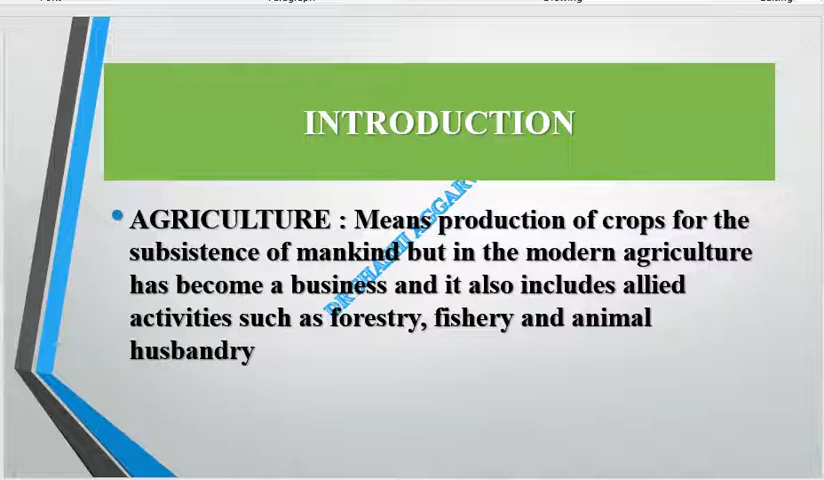 INTRODUCTION
• AGRICULTURE : Means production of crops for the
subsistence of mankind but in the modern agriculture
has become a business and it also includes allied
activities such as forestry, fishery and animal
husbandry